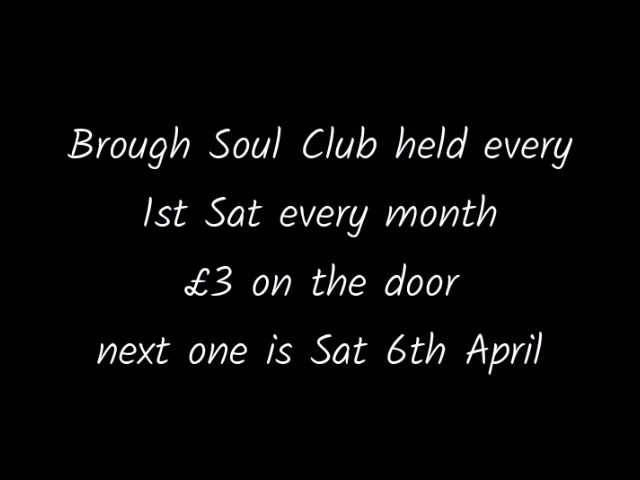 Brough Soul Club held every
1st Sat every month
£3 on the door
next one is Sat 6th April